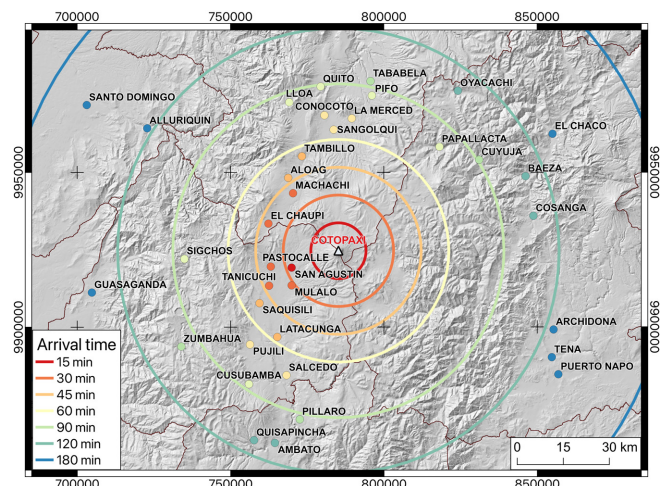 700000
750000
800000
850000
QUITO
TABABELA
LLOA
PIFO
OYACACHI
SANTO DOMINGO
CONOCOTO
LA MERCED
ALLURIQUIN
SANGOLQUI
EL CHACO
PAPALLACTA
TAMBILLO
CUYUJA
9950000
9950000
ALOAG
BAEZA
MACHACHI
COSANGA
EL CHAUPI
COTOPAXI
SIGCHOS
PASTOCALLE
TANICUCHI
SAN AGUSTIN
GUASAGANDA
MULALO
SAQUISILI
ARCHIDONA
9900000
9900000
LATACUNGA
ZUMBAHUA
PUJILI
TENA
PUERTO NAPO
CUSUBAMBA
SALCEDO
PILLARO
QUISAPINCHA
AMBATO
Arrival time
15 min
30 min
45 min
60 min
90 min
120 min
180 min
0 15 30 km
700000
750000
800000
850000